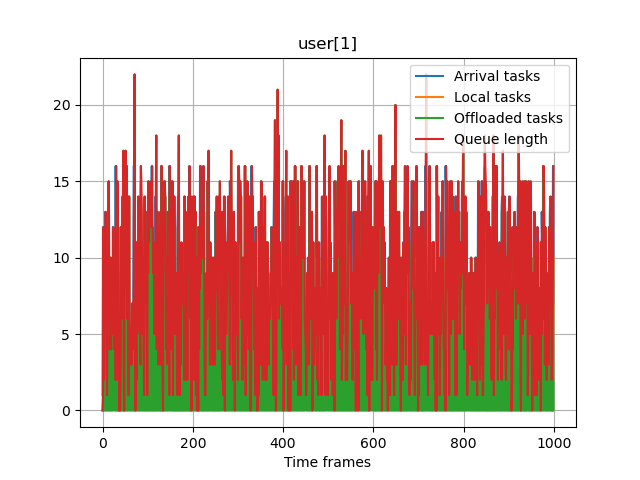 user[1]
Arrival tasks
Local tasks
Offloaded tasks
Queue length
20
15
10
5
0
0 200 400 600 800 1000
Time frames